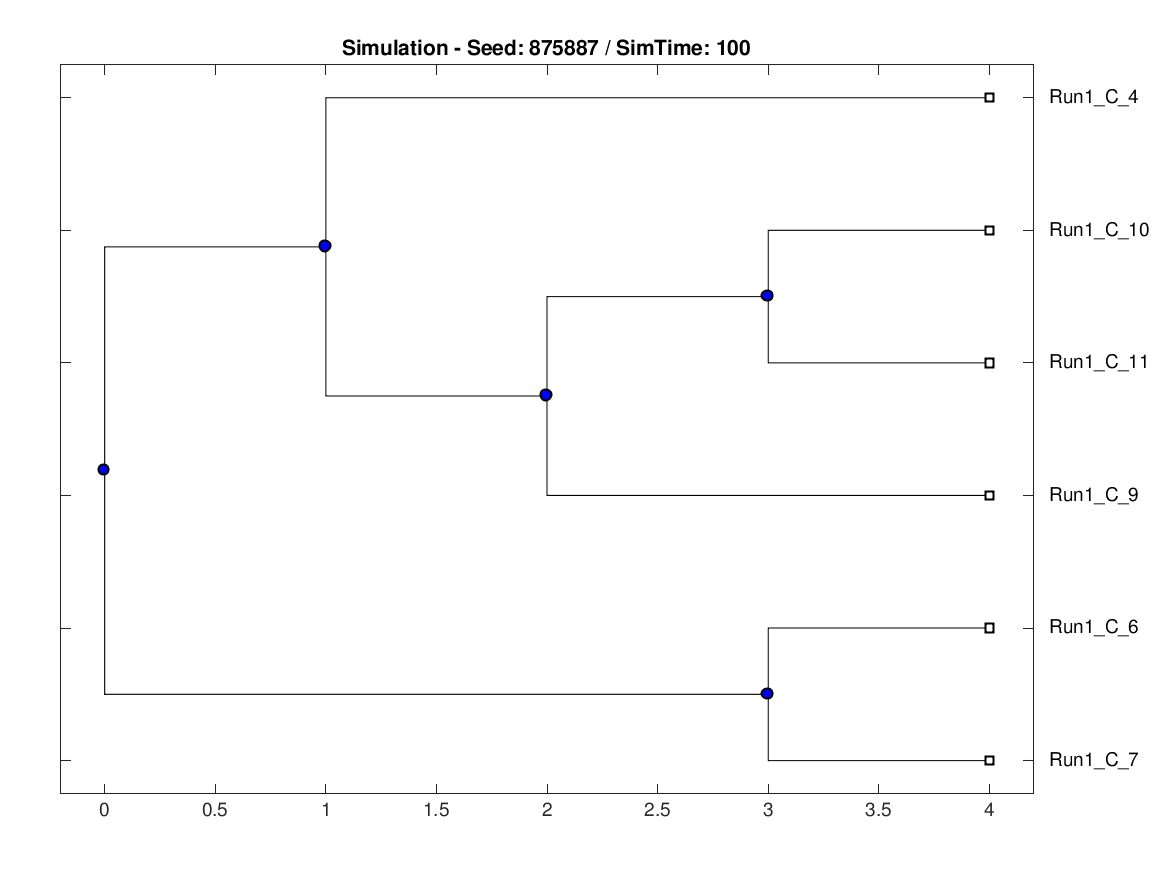 Simulation - Seed: 875887 / SimTime: 100
Run1_C_4
Run1_C_10
Run1_C_11
Run1_C_9
Run1_C_6
Run1_C_7
0 0.5 1 1.5 2 2.5 3 3.5 4